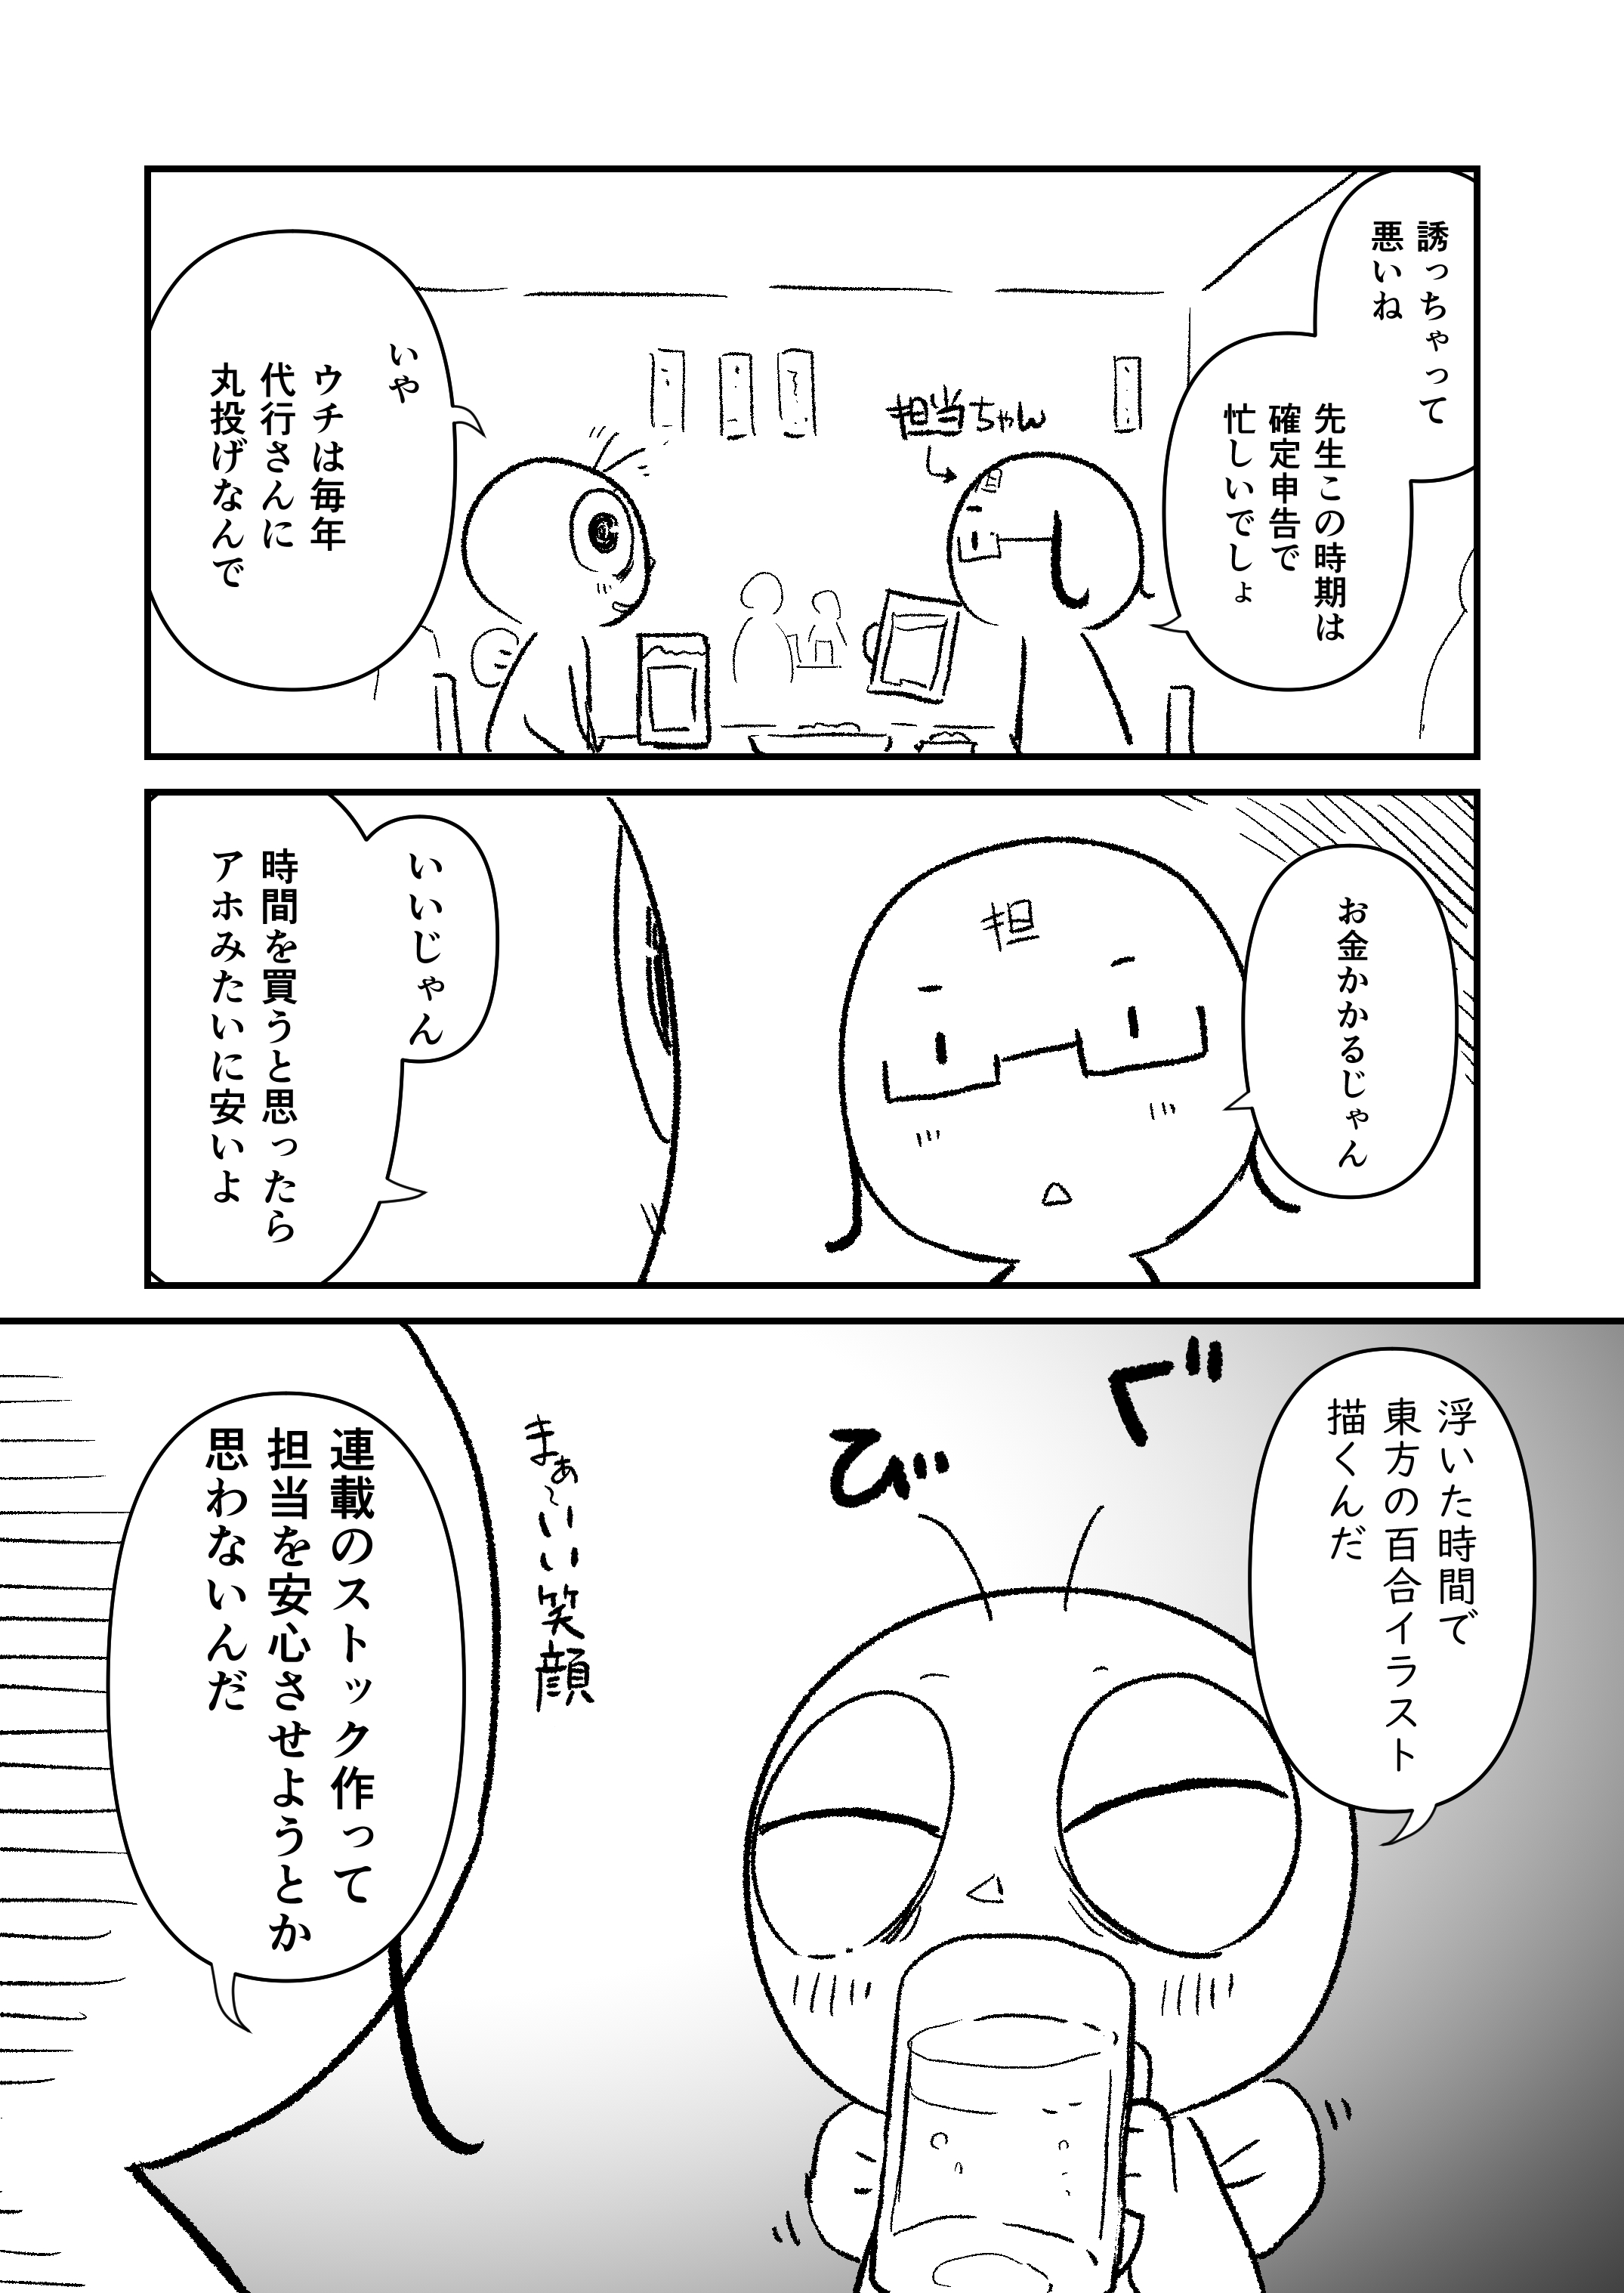 誘っちゃって
悪いね
先生この時期は
確定申告で
忙しいでしょ
担当ちゃん
担
いや
ウチは毎年
代行さんに
丸投げなんで
お金かかるじゃん
担
いいじゃん
時間を買うと思ったら
アホみたいに安いよ
浮いた時間で
東方の百合イラスト
描くんだ
ぐび
まぁ〜いい笑顔
連載のストック作って
担当を安心させようとか
思わないんだ